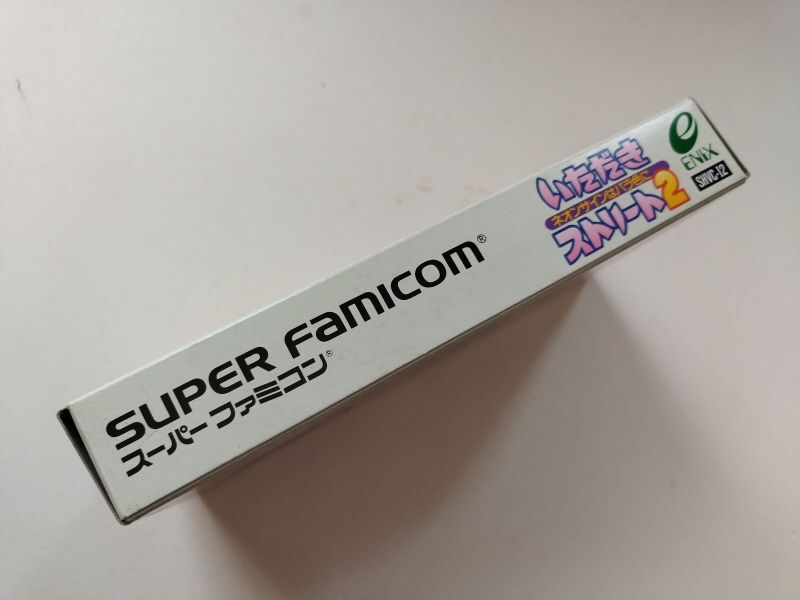 SUPER Famicom®
スーパーファミコン®
いただき
ネオンサインはバラ色に
ストリート2
ENIX
SHVC-I2